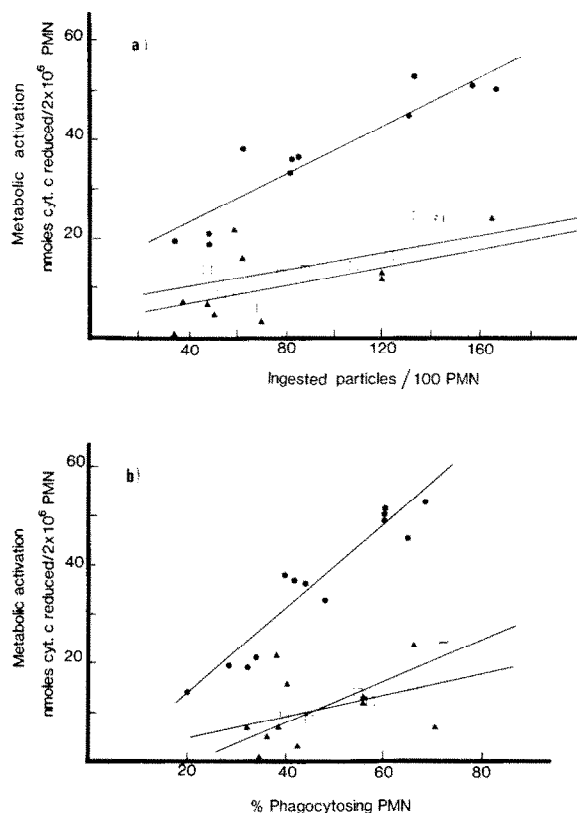 a)
60
40
20
Metabolic activation
nmoles cyt. c reduced/2x10⁶ PMN
40 80 120 160
Ingested particles / 100 PMN
b)
60
40
20
Metabolic activation
nmoles cyt. c reduced/2x10⁶ PMN
20 40 60 80
% Phagocytosing PMN